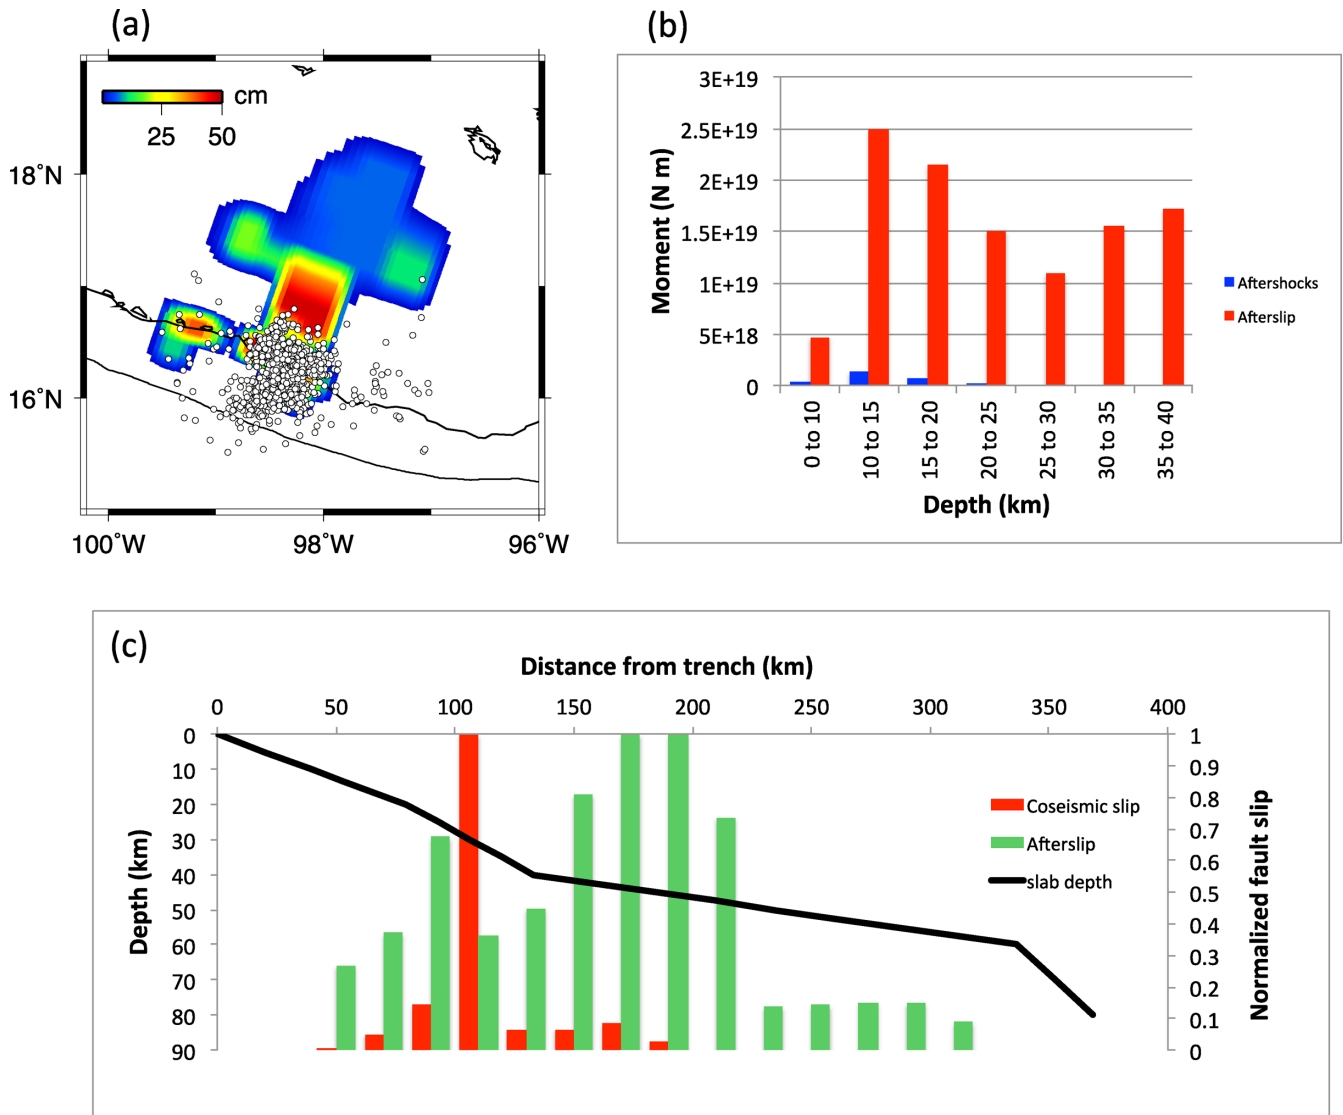 (a)
cm
25 50
18°N
16°N
100°W 98°W 96°W
(b)
3E+19
2.5E+19
2E+19
1.5E+19
1E+19
5E+18
0
Moment (N m)
0 to 10
10 to 15
15 to 20
20 to 25
25 to 30
30 to 35
35 to 40
Depth (km)
Aftershocks
Afterslip
(c)
Distance from trench (km)
0 50 100 150 200 250 300 350 400
0
10
20
30
40
50
60
70
80
90
Depth (km)
1
0.9
0.8
0.7
0.6
0.5
0.4
0.3
0.2
0.1
0
Normalized fault slip
Coseismic slip
Afterslip
slab depth